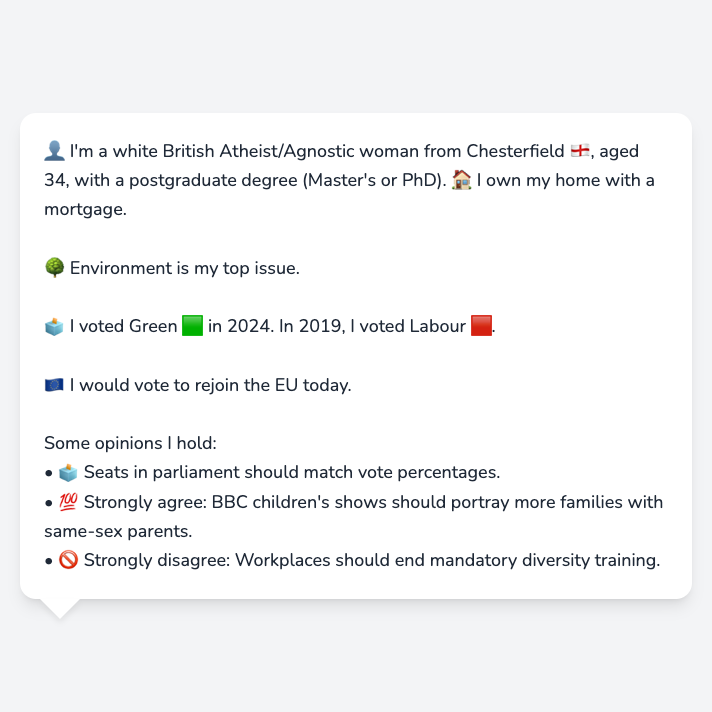 👤 I'm a white British Atheist/Agnostic woman from Chesterfield 🏴󠁧󠁢󠁥󠁮󠁧󠁿, aged
34, with a postgraduate degree (Master's or PhD). 🏠 I own my home with a
mortgage.
🌳 Environment is my top issue.
🗳️ I voted Green 🟩 in 2024. In 2019, I voted Labour 🟥.
🇪🇺 I would vote to rejoin the EU today.
Some opinions I hold:
• 🗳️ Seats in parliament should match vote percentages.
• 💯 Strongly agree: BBC children's shows should portray more families with
same-sex parents.
• 🚫 Strongly disagree: Workplaces should end mandatory diversity training.